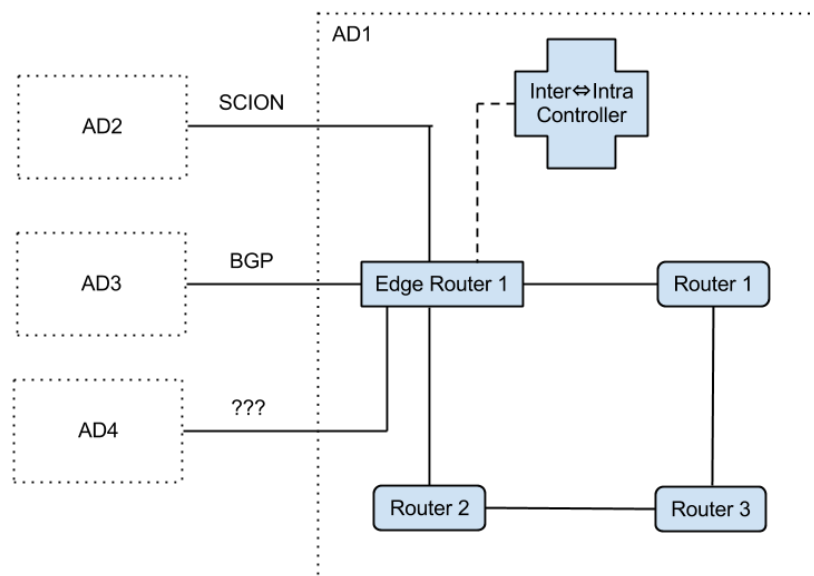 AD1
Inter⇔Intra
Controller
SCION
AD2
BGP
AD3
Edge Router 1
Router 1
???
AD4
Router 2
Router 3